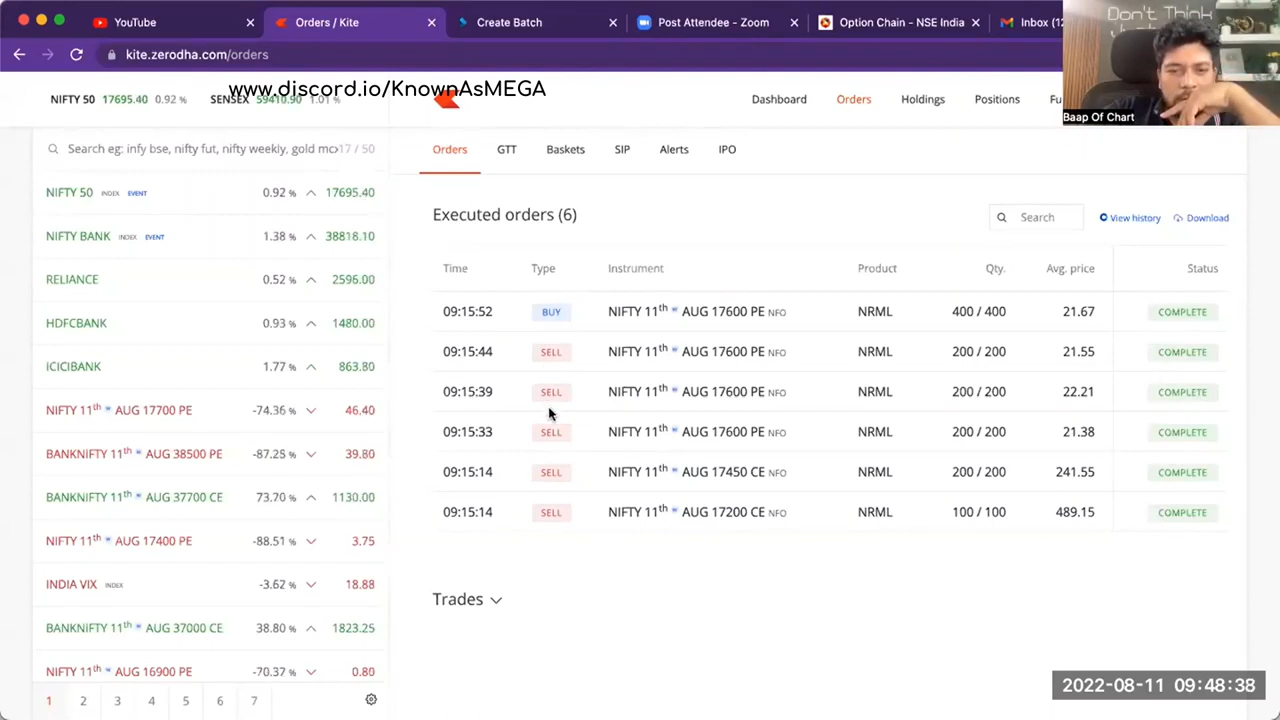 YouTube
Orders / Kite
Create Batch
Post Attendee - Zoom
Option Chain - NSE India
Inbox (12
kite.zerodha.com/orders
Don't Think
Baap Of Chart
www.discord.io/KnownAsMEGA
NIFTY 50 17695.40 0.92 %
SENSEX 59410.90 1.01 %
Dashboard
Orders
Holdings
Positions
Fu
Search eg: infy bse, nifty fut, nifty weekly, gold mcx
17 / 50
NIFTY 50 INDEX EVENT 0.92 % 17695.40
NIFTY BANK INDEX EVENT 1.38 % 38818.10
RELIANCE 0.52 % 2596.00
HDFCBANK 0.93 % 1480.00
ICICIBANK 1.77 % 863.80
NIFTY 11th w AUG 17700 PE -74.36 % 46.40
BANKNIFTY 11th w AUG 38500 PE -87.25 % 39.80
BANKNIFTY 11th w AUG 37700 CE 73.70 % 1130.00
NIFTY 11th w AUG 17400 PE -88.51 % 3.75
INDIA VIX INDEX -3.62 % 18.88
BANKNIFTY 11th w AUG 37000 CE 38.80 % 1823.25
NIFTY 11th w AUG 16900 PE -70.37 % 0.80
1 2 3 4 5 6 7
Orders GTT Baskets SIP Alerts IPO
Executed orders (6)
Search
View history
Download
Time Type Instrument Product Qty. Avg. price Status
09:15:52 BUY NIFTY 11th w AUG 17600 PE NFO NRML 400 / 400 21.67 COMPLETE
09:15:44 SELL NIFTY 11th w AUG 17600 PE NFO NRML 200 / 200 21.55 COMPLETE
09:15:39 SELL NIFTY 11th w AUG 17600 PE NFO NRML 200 / 200 22.21 COMPLETE
09:15:33 SELL NIFTY 11th w AUG 17600 PE NFO NRML 200 / 200 21.38 COMPLETE
09:15:14 SELL NIFTY 11th w AUG 17450 CE NFO NRML 200 / 200 241.55 COMPLETE
09:15:14 SELL NIFTY 11th w AUG 17200 CE NFO NRML 100 / 100 489.15 COMPLETE
Trades
2022-08-11 09:48:38